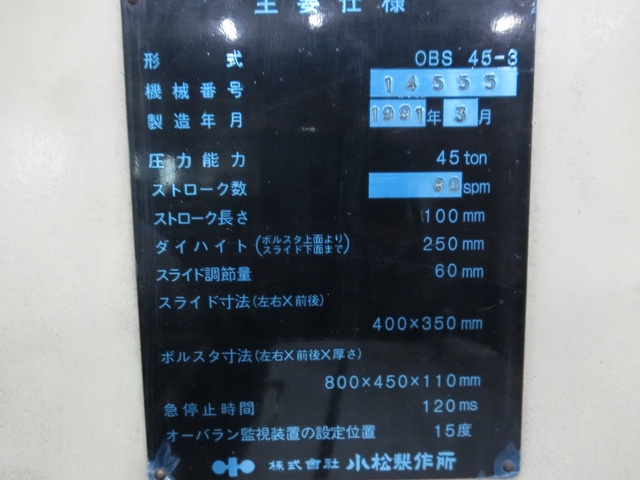 主要仕様
形式 OBS 45-3
機械番号 14555
製造年月 1991年3月
圧力能力 45ton
ストローク数 80spm
ストローク長さ 100mm
ダイハイト(ボルスタ上面よりスライド下面まで) 250mm
スライド調節量 60mm
スライド寸法(左右×前後)
400×350mm
ボルスタ寸法(左右×前後×厚さ)
800×450×110mm
急停止時間 120ms
オーバラン監視装置の設定位置 15度
株式会社 小松製作所